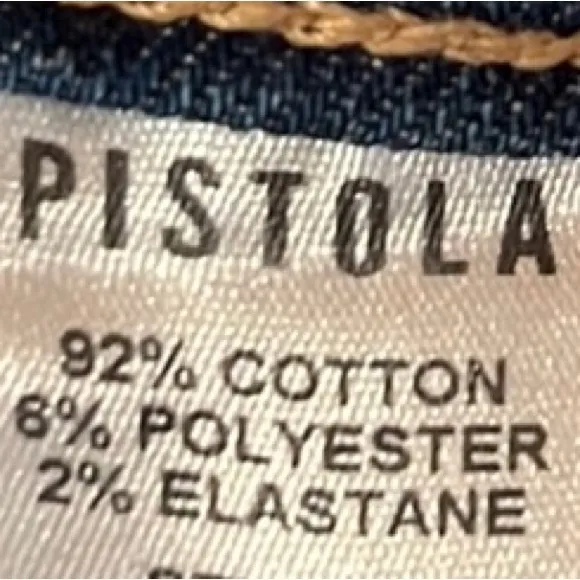 PISTOLA
92% COTTON
6% POLYESTER
2% ELASTANE